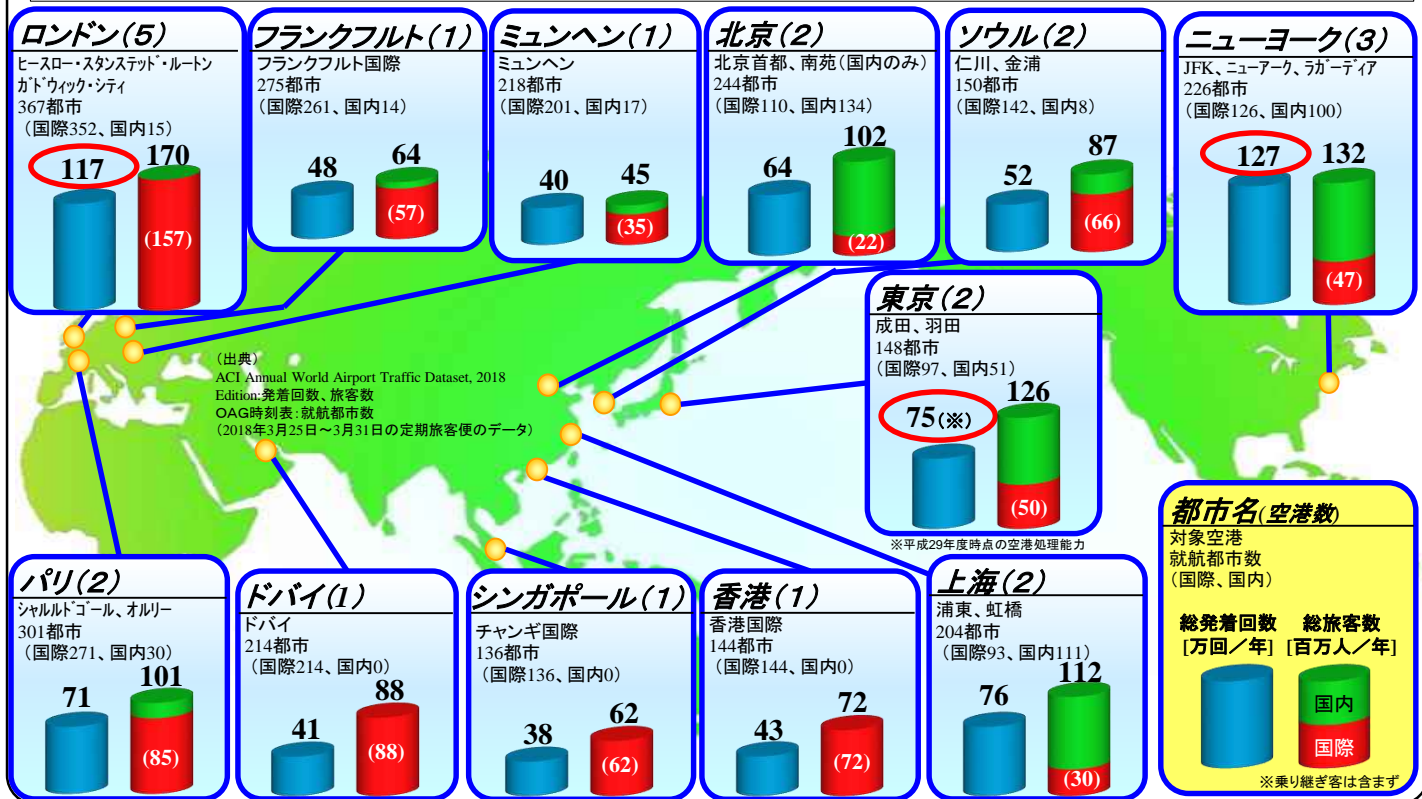 ロンドン(5)
ヒースロー・スタンステッド・ルートン
ガドウィック・シティ
367都市
(国際352、国内15)
117
170
(157)
フランクフルト(1)
フランクフルト国際
275都市
(国際261、国内14)
48
64
(57)
ミュンヘン(1)
ミュンヘン
218都市
(国際201、国内17)
40
45
(35)
北京(2)
北京首都、南苑(国内のみ)
244都市
(国際110、国内134)
64
102
(22)
ソウル(2)
仁川、金浦
150都市
(国際142、国内8)
52
87
(66)
ニューヨーク(3)
JFK、ニューアーク、ラガーディア
226都市
(国際126、国内100)
127
132
(47)
東京(2)
成田、羽田
148都市
(国際97、国内51)
75(※)
126
(50)
※平成29年度時点の空港処理能力
(出典)
ACI Annual World Airport Traffic Dataset, 2018
Edition:発着回数、旅客数
OAG時刻表:就航都市数
(2018年3月25日~3月31日の定期旅客便のデータ)
パリ(2)
シャルルドゴール、オルリー
301都市
(国際271、国内30)
71
101
(85)
ドバイ(1)
ドバイ
214都市
(国際214、国内0)
41
88
(88)
シンガポール(1)
チャンギ国際
136都市
(国際136、国内0)
38
62
(62)
香港(1)
香港国際
144都市
(国際144、国内0)
43
72
(72)
上海(2)
浦東、虹橋
204都市
(国際93、国内111)
76
112
(30)
都市名(空港数)
対象空港
就航都市数
(国際、国内)
総発着回数 総旅客数
[万回/年] [百万人/年]
国内
国際
※乗り継ぎ客は含まず